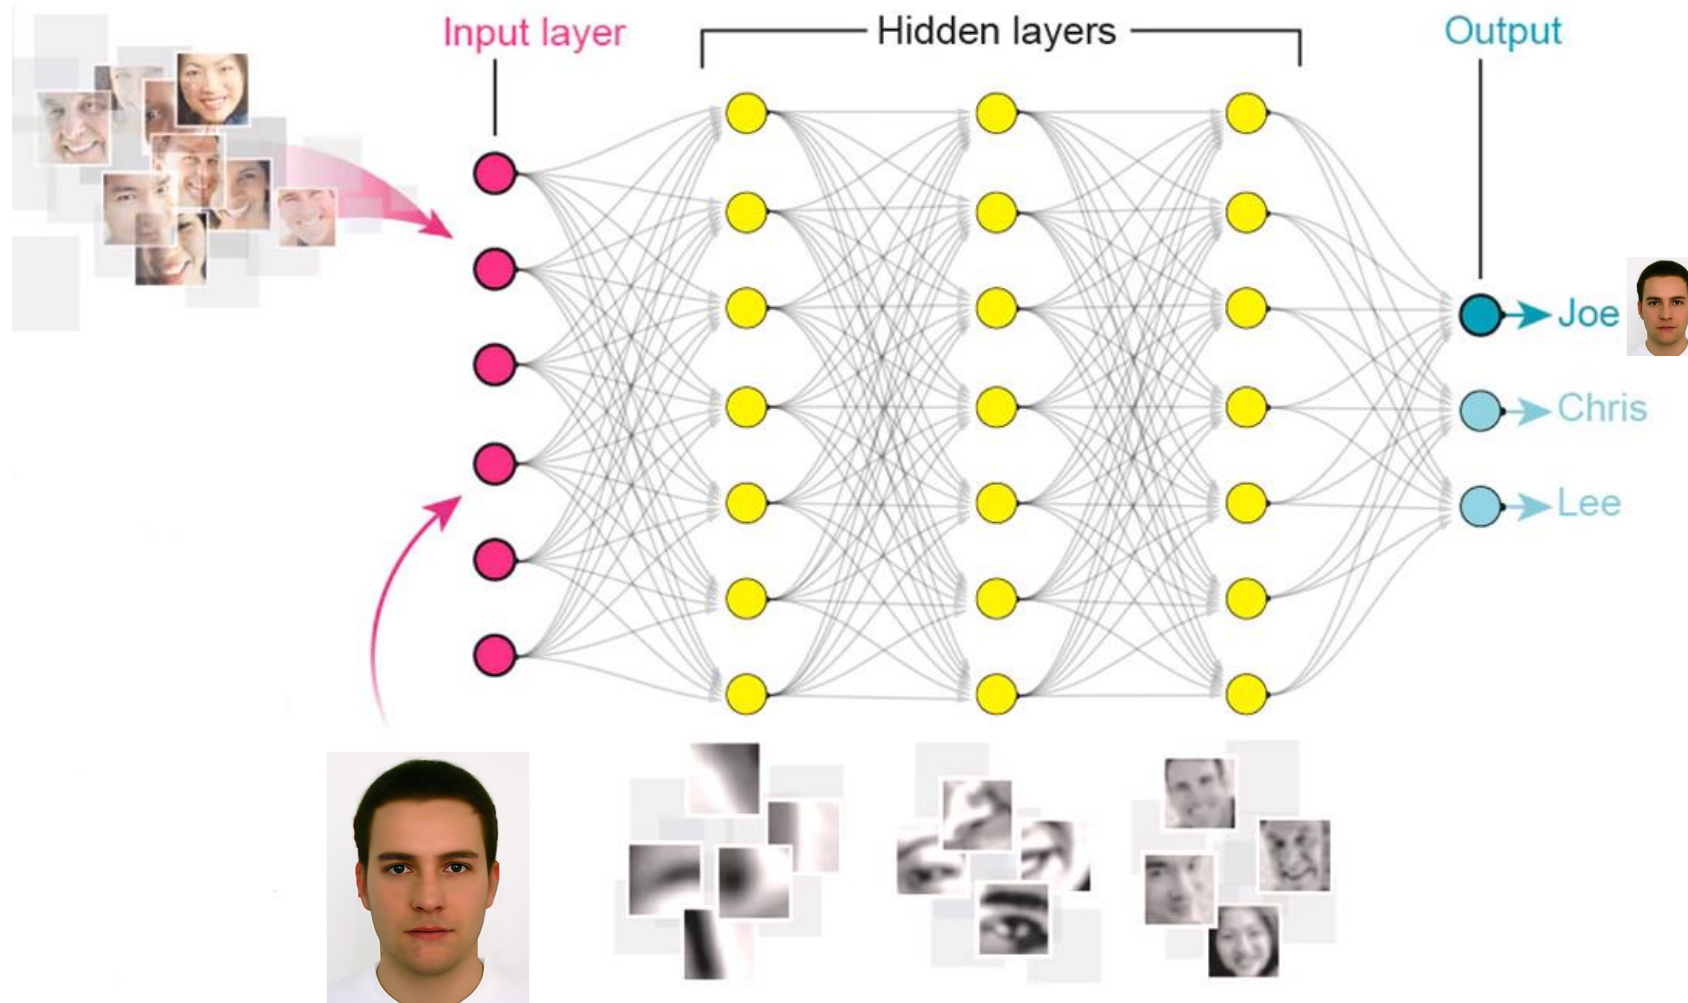 Input layer
Hidden layers
Output
Joe
Chris
Lee